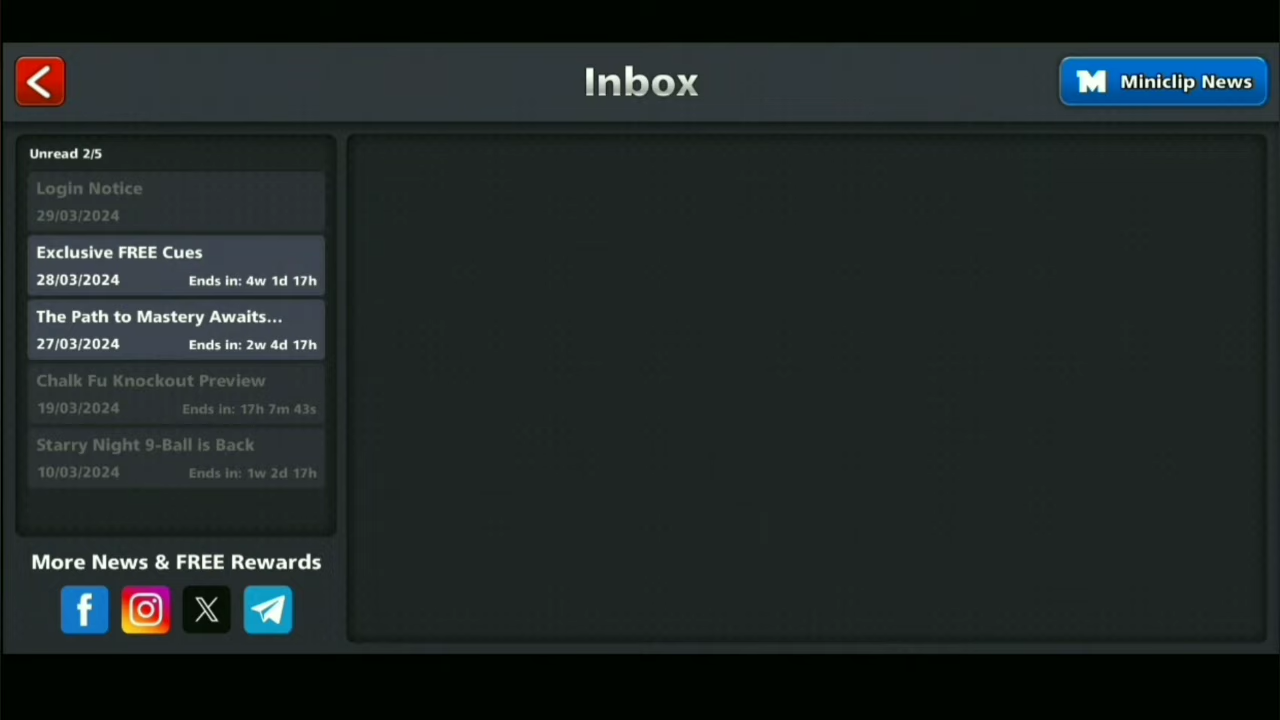 Inbox
Miniclip News
Unread 2/5
Login Notice
29/03/2024
Exclusive FREE Cues
28/03/2024 Ends in: 4w 1d 17h
The Path to Mastery Awaits...
27/03/2024 Ends in: 2w 4d 17h
Chalk Fu Knockout Preview
19/03/2024 Ends in: 17h 7m 43s
Starry Night 9-Ball is Back
10/03/2024 Ends in: 1w 2d 17h
More News & FREE Rewards